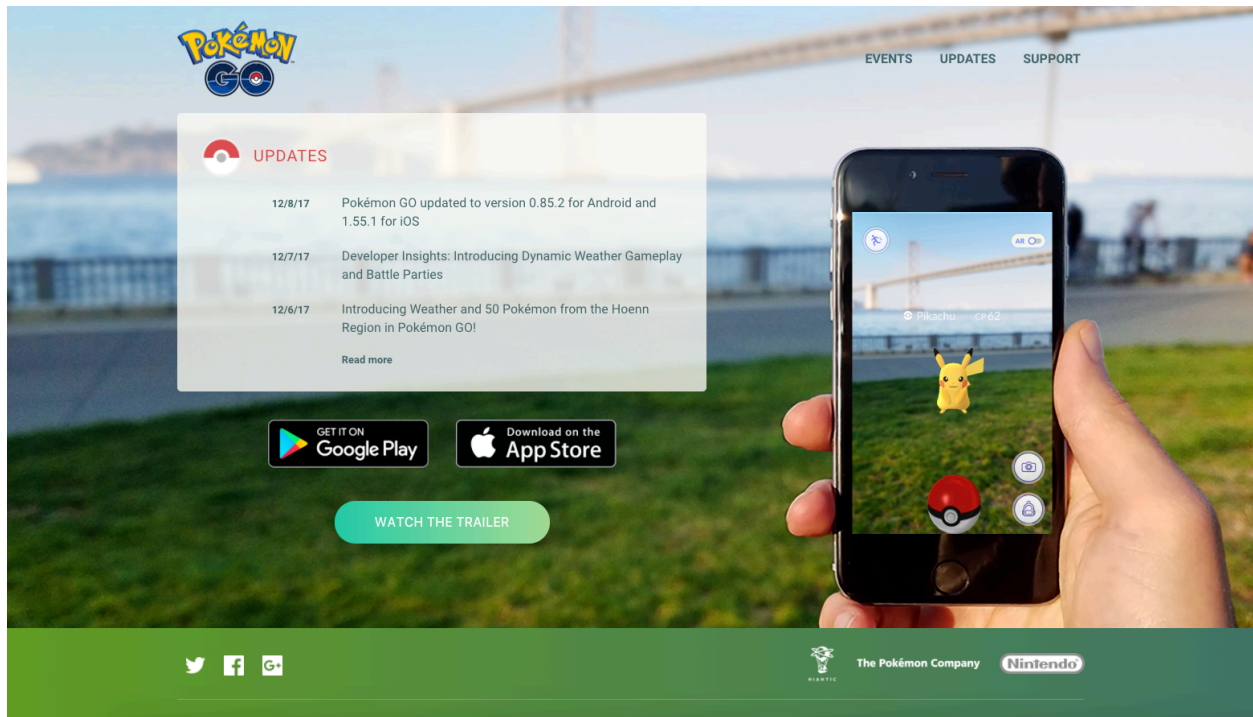 POKéMON
GO
EVENTS UPDATES SUPPORT
UPDATES
12/8/17 Pokémon GO updated to version 0.85.2 for Android and
1.55.1 for iOS
12/7/17 Developer Insights: Introducing Dynamic Weather Gameplay
and Battle Parties
12/6/17 Introducing Weather and 50 Pokémon from the Hoenn
Region in Pokémon GO!
Read more
AR
Pikachu CP62
GET IT ON
Google Play
Download on the
App Store
WATCH THE TRAILER
G+
NIANTIC
The Pokémon Company
Nintendo